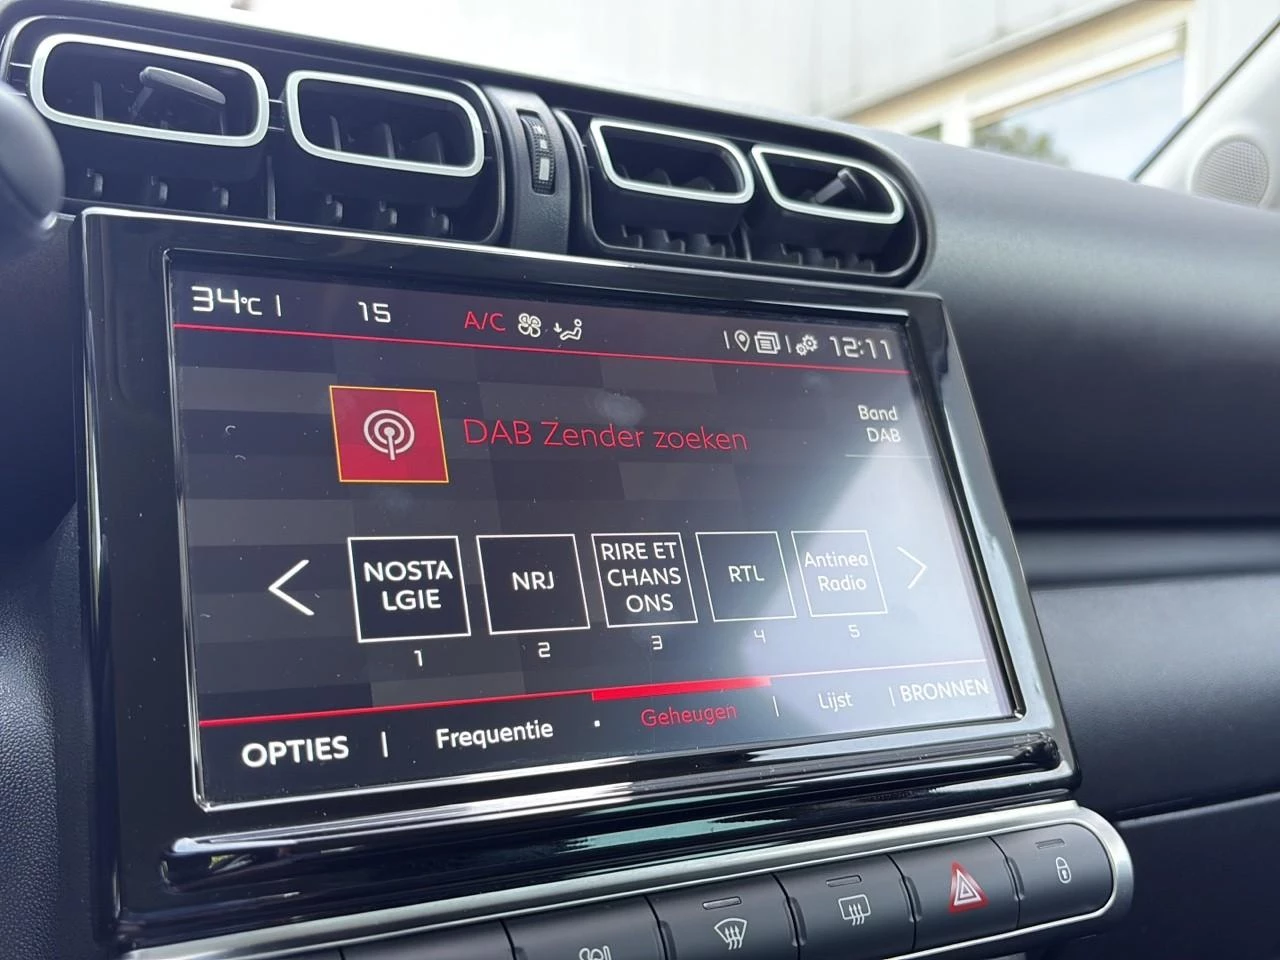 34°C 15 A/C 12:11
DAB Zender zoeken
Band
DAB
NOSTA
LGIE
NRJ
RIRE ET
CHANS
ONS
RTL
Antinea
Radio
1 2 3 4 5
OPTIES | Frequentie · Geheugen | Lijst | BRONNEN